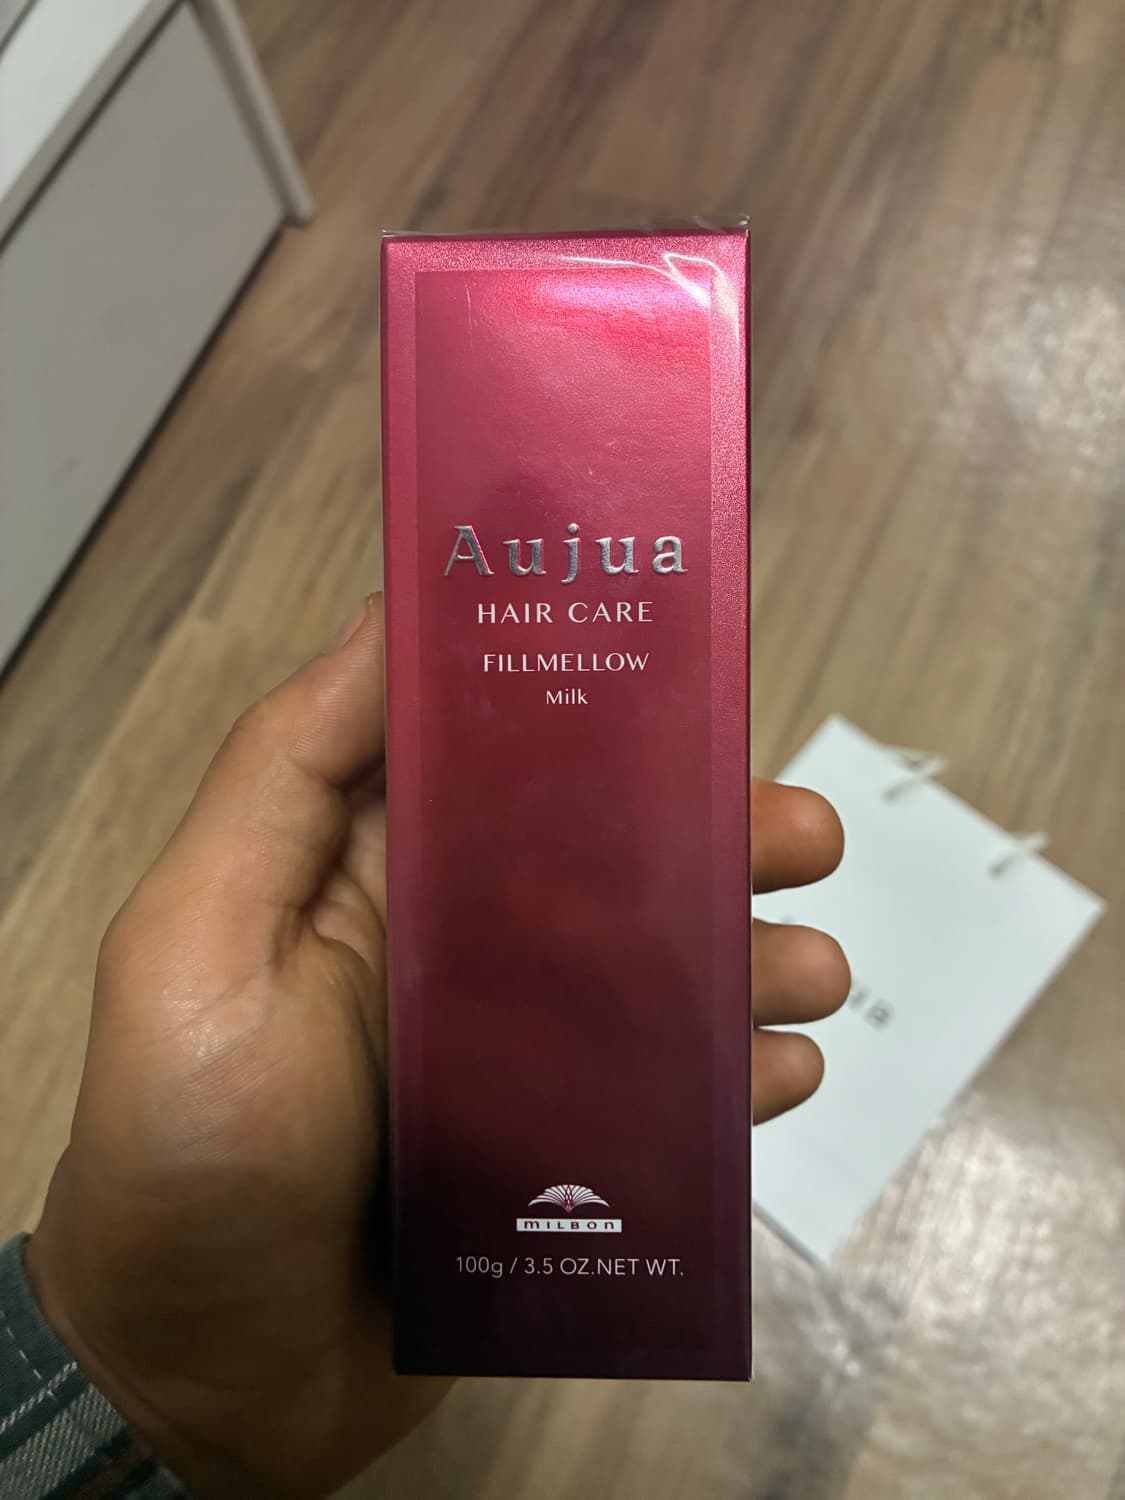 Aujua
HAIR CARE
FILLMELLOW
Milk
MILBON
100g / 3.5 OZ.NET WT.